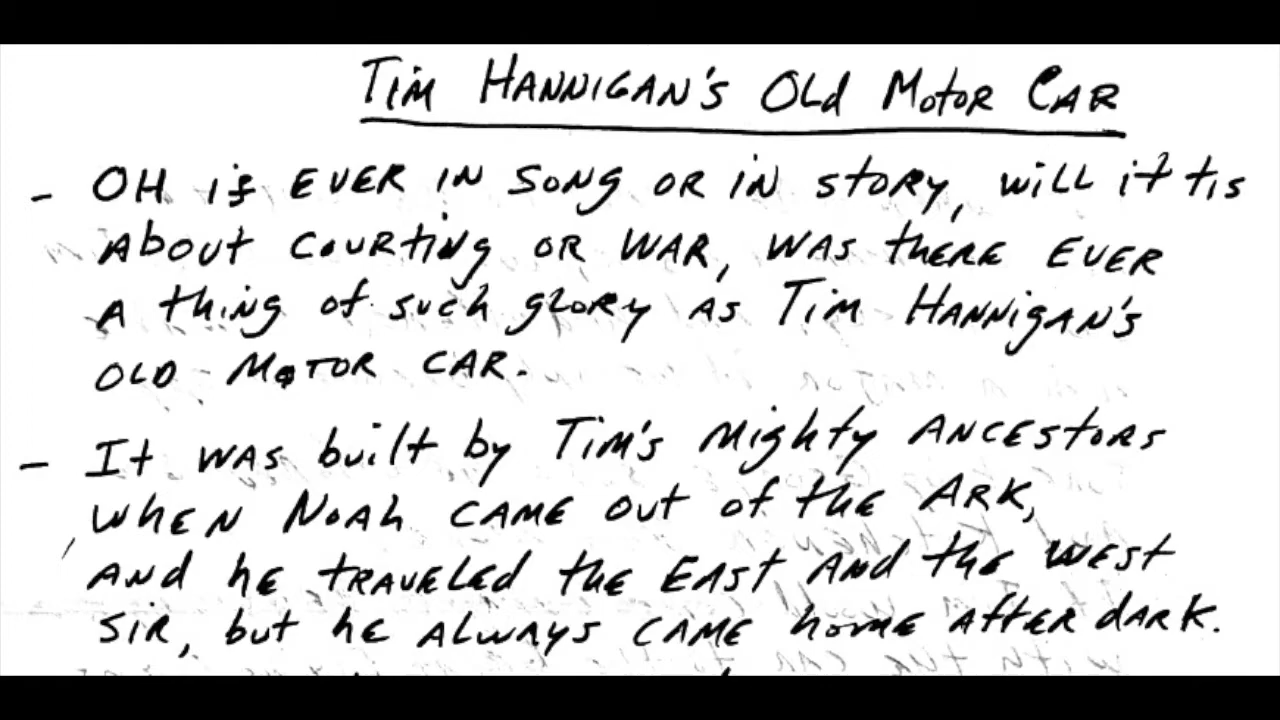 Tim Hannigan's Old Motor Car
- OH if EVER IN SONG OR IN STORY, will it tis
About COURTING OR WAR, WAS thERE EVER
A thing of such glory AS Tim HANNIGAN'S
OLD MOTOR CAR.
- It was built by Tim's Mighty ANCESTORS
WHEN NOAH CAME Out of the ARK,
AND he TRAVELED the EAST AND the WEST
SIR, but he ALWAYS CAME home AFTER dARK.